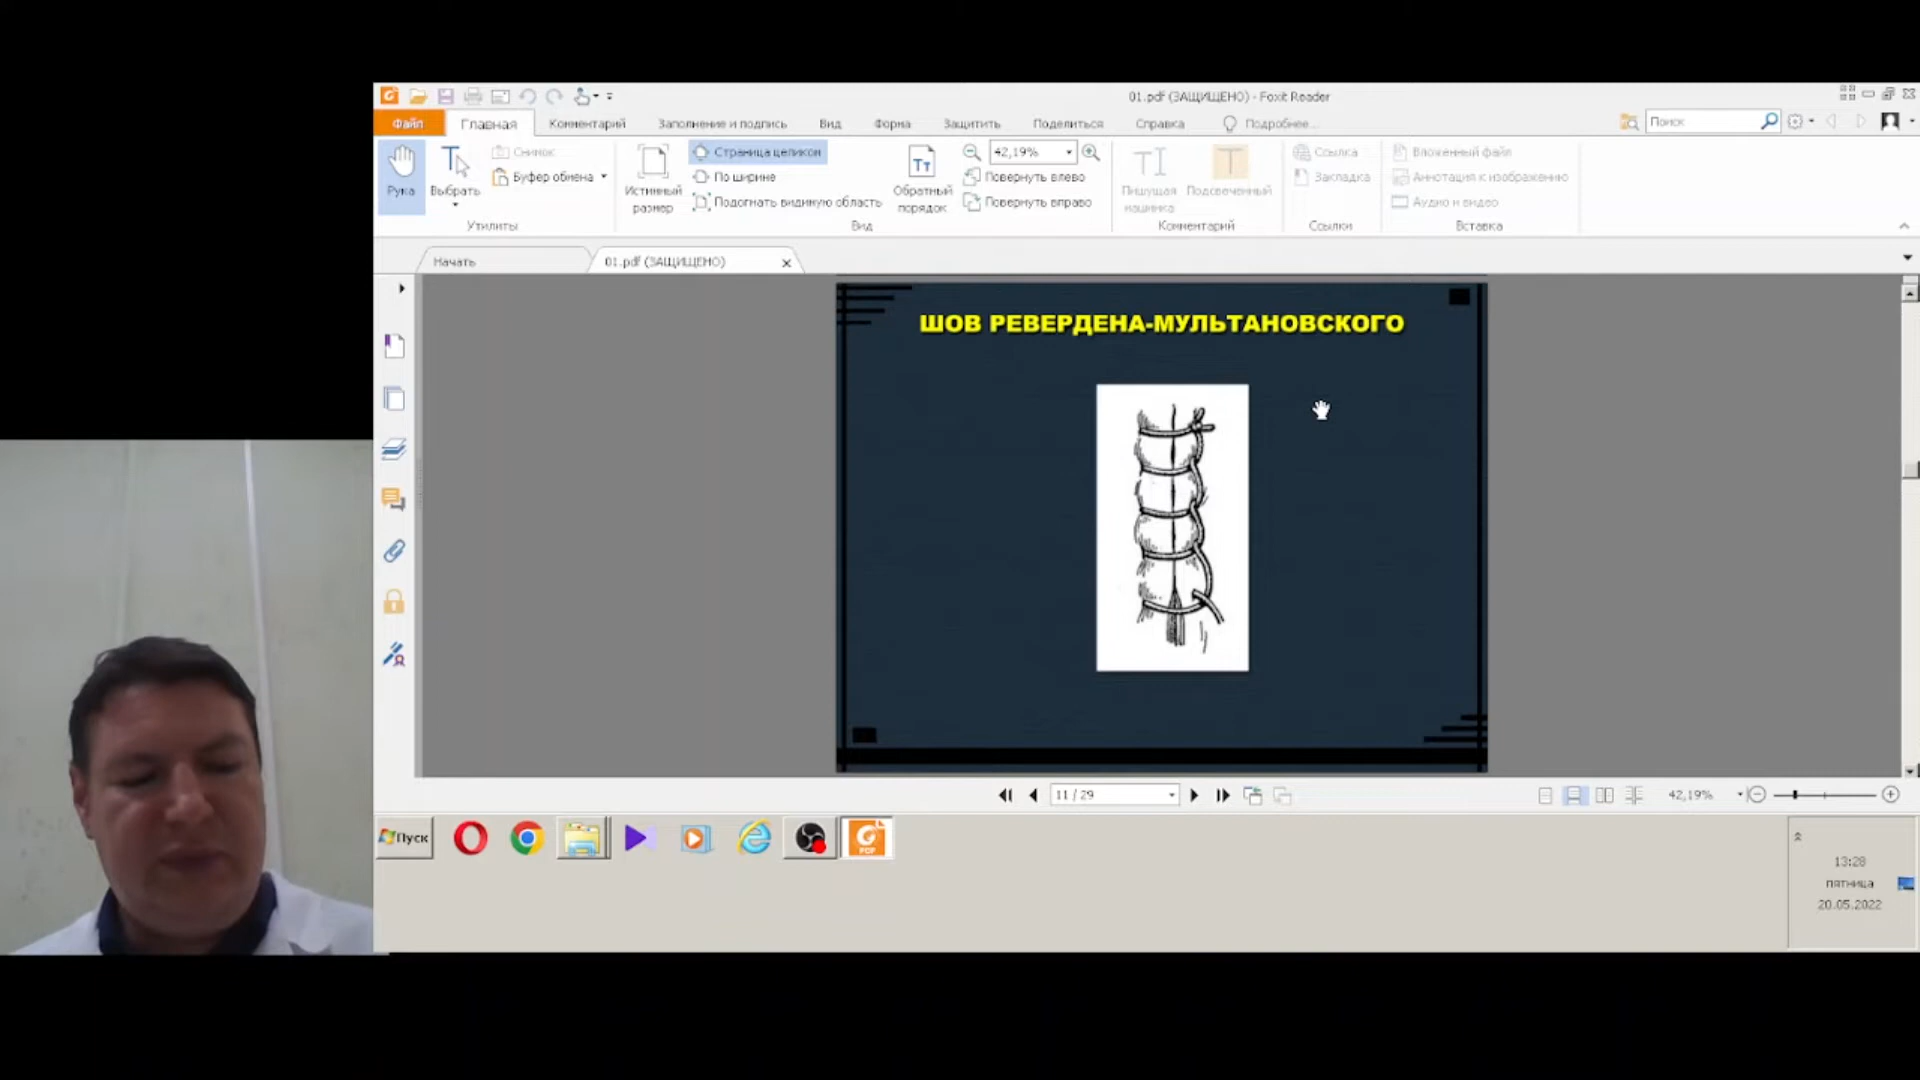 01.pdf (ЗАЩИЩЕНО) - Foxit Reader
Файл Главная Комментарий Заполнение и подпись Вид Форма Защитить Поделиться Справка Подробнее... Поиск
Рука
Выбрать
Снимок
Буфер обмена
Утилиты
Истинный размер
Страница целиком
По ширине
Подогнать видимую область
Обратный порядок
42,19%
Повернуть влево
Повернуть вправо
Вид
Пишущая машинка
Подсвеченный
Комментарий
Ссылка
Закладка
Ссылки
Вложенный файл
Аннотация к изображению
Аудио и видео
Вставка
Начать 01.pdf (ЗАЩИЩЕНО)
ШОВ РЕВЕРДЕНА-МУЛЬТАНОВСКОГО
11 / 29 42,19%
Пуск
PDF
13:28
пятница
20.05.2022